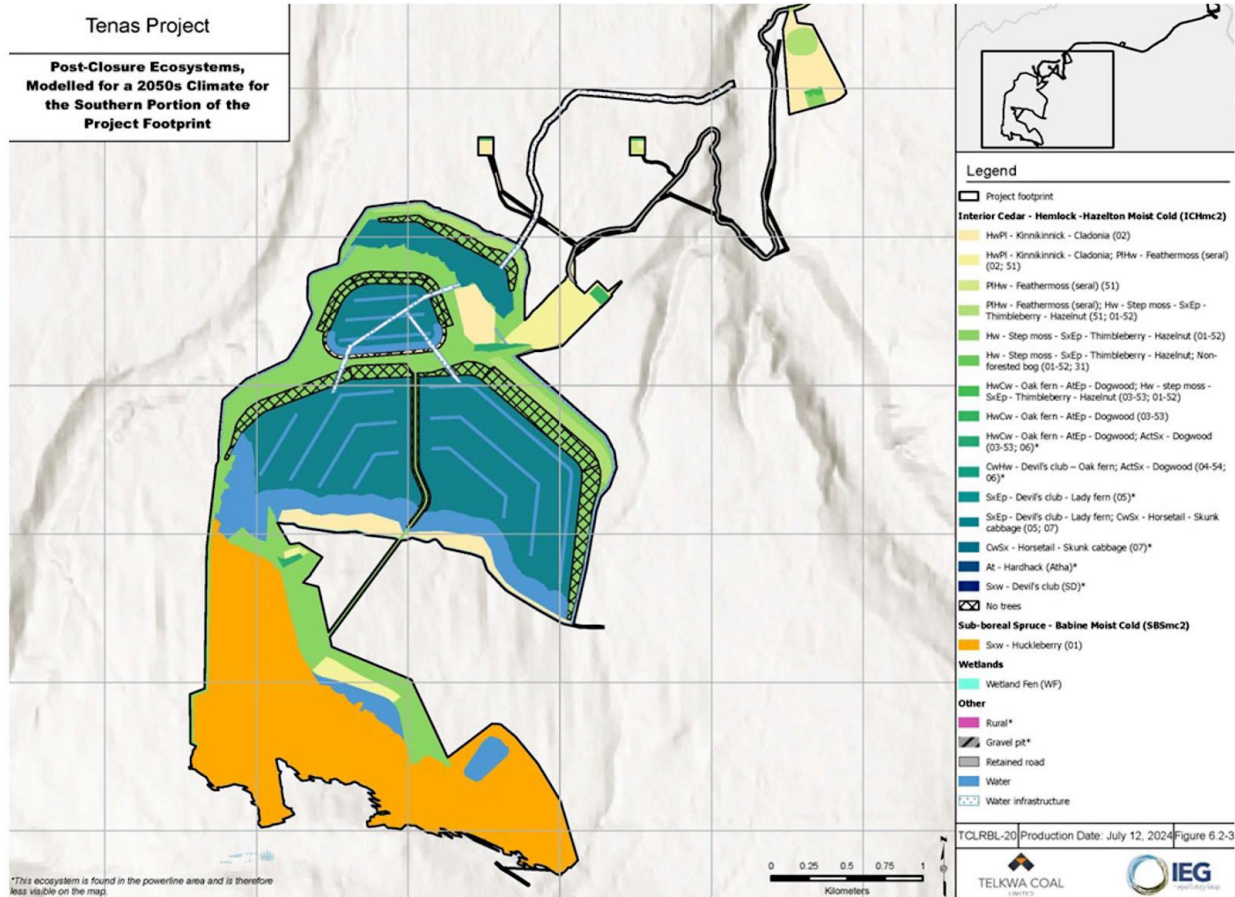 Tenas Project
Post-Closure Ecosystems,
Modelled for a 2050s Climate for
the Southern Portion of the
Project Footprint
Legend
Project footprint
Interior Cedar - Hemlock -Hazelton Moist Cold (ICHmc2)
HwPl - Kinnikinnick - Cladonia (02)
HwPl - Kinnikinnick - Cladonia; PlHw - Feathermoss (seral)
(02; 51)
PlHw - Feathermoss (seral) (51)
PlHw - Feathermoss (seral); Hw - Step moss - SxEp -
Thimbleberry - Hazelnut (51; 01-52)
Hw - Step moss - SxEp - Thimbleberry - Hazelnut (01-52)
Hw - Step moss - SxEp - Thimbleberry - Hazelnut; Non-
forested bog (01-52; 31)
HwCw - Oak fern - AtEp - Dogwood; Hw - step moss -
SxEp - Thimbleberry - Hazelnut (03-53; 01-52)
HwCw - Oak fern - AtEp - Dogwood (03-53)
HwCw - Oak fern - AtEp - Dogwood; ActSx - Dogwood
(03-53; 06)*
CwHw - Devil's club – Oak fern; ActSx - Dogwood (04-54;
06)*
SxEp - Devil's club - Lady fern (05)*
SxEp - Devil's club - Lady fern; CwSx - Horsetail - Skunk
cabbage (05; 07)
CwSx - Horsetail - Skunk cabbage (07)*
At - Hardhack (Atha)*
Sxw - Devil's club (SD)*
No trees
Sub-boreal Spruce - Babine Moist Cold (SBSmc2)
Sxw - Huckleberry (01)
Wetlands
Wetland Fen (WF)
Other
Rural*
Gravel pit*
Retained road
Water
Water infrastructure
TCLRBL-20 Production Date: July 12, 2024 Figure 6.2-3
TELKWA COAL
LIMITED
IEG
*This ecosystem is found in the powerline area and is therefore
less visible on the map.
0 0.25 0.5 0.75 1
Kilometers